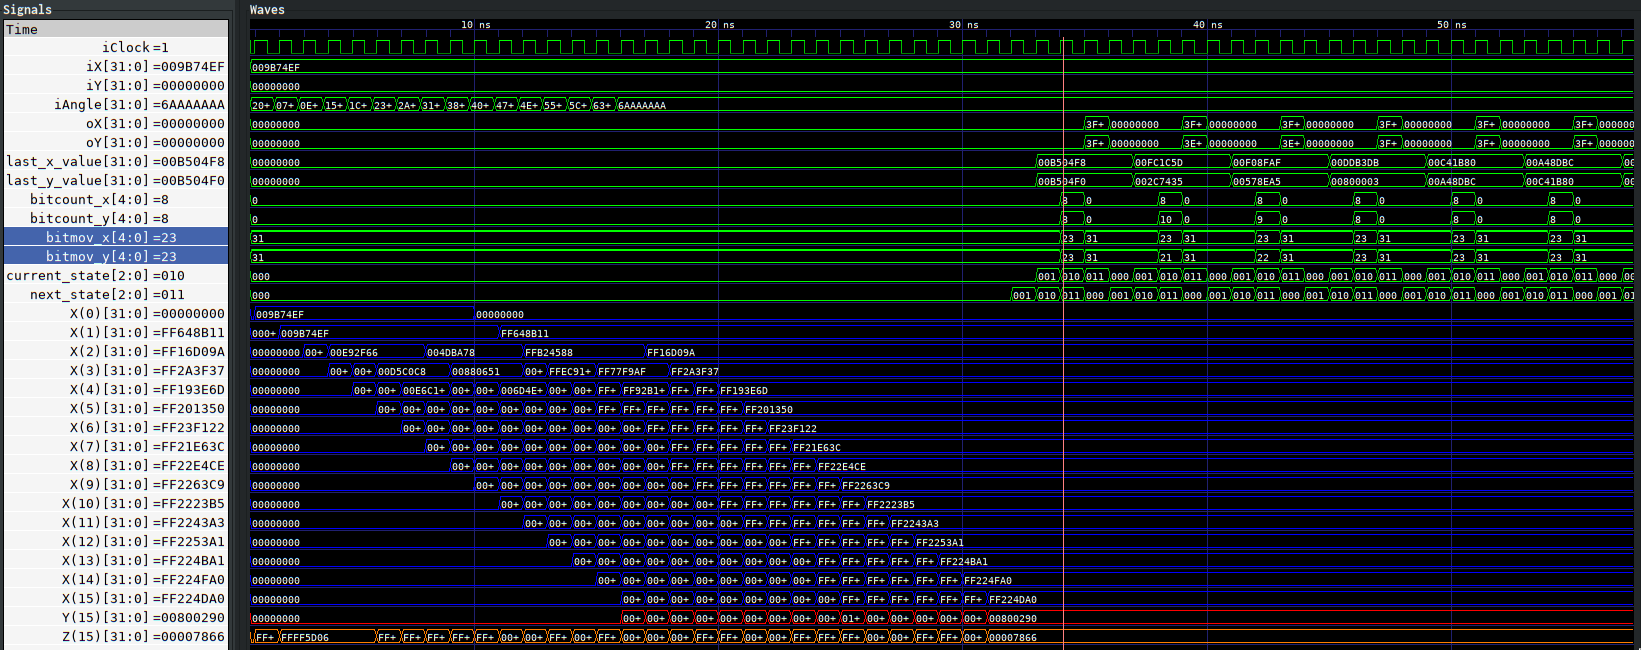 Signals Waves
Time 10 ns 20 ns 30 ns 40 ns 50 ns
iClock =1
iX[31:0] =009B74EF 009B74EF
iY[31:0] =00000000 00000000
iAngle[31:0] =6AAAAAAA 20+ 07+ 0E+ 15+ 1C+ 23+ 2A+ 31+ 38+ 40+ 47+ 4E+ 55+ 5C+ 63+ 6AAAAAAA
oX[31:0] =00000000 00000000 3F+ 00000000 3F+ 00000000 3F+ 00000000 3F+ 00000000 3F+ 00000000 3F+ 000000
oY[31:0] =00000000 00000000 3F+ 00000000 3E+ 00000000 3E+ 00000000 3F+ 00000000 3F+ 00000000 3F+ 000000
last_x_value[31:0] =00B504F8 00000000 00B504F8 00FC1C5D 00F08FAF 00DDB3DB 00C41B80 00A48DBC 00
last_y_value[31:0] =00B504F0 00000000 00B504F0 002C7435 00578EA5 00800003 00A48DBC 00C41B80 00
bitcount_x[4:0] =8 0 8 0 8 0 8 0 8 0 8 0 8 0
bitcount_y[4:0] =8 0 8 0 10 0 9 0 8 0 8 0 8 0
bitmov_x[4:0] =23 31 23 31 23 31 23 31 23 31 23 31 23 31
bitmov_y[4:0] =23 31 23 31 21 31 22 31 23 31 23 31 23 31
current_state[2:0] =010 000 001 010 011 000 001 010 011 000 001 010 011 000 001 010 011 000 001 010 011 000 001 010 011 000 00
next_state[2:0] =011 000 001 010 011 000 001 010 011 000 001 010 011 000 001 010 011 000 001 010 011 000 001 010 011 000 001 01
X(0)[31:0] =00000000 009B74EF 00000000
X(1)[31:0] =FF648B11 000+ 009B74EF FF648B11
X(2)[31:0] =FF16D09A 00000000 00+ 00E92F66 004DBA78 FFB24588 FF16D09A
X(3)[31:0] =FF2A3F37 00000000 00+ 00+ 00D5C0C8 00880651 00+ FFEC91+ FF77F9AF FF2A3F37
X(4)[31:0] =FF193E6D 00000000 00+ 00+ 00E6C1+ 00+ 00+ 006D4E+ 00+ 00+ FF+ FF92B1+ FF+ FF+ FF193E6D
X(5)[31:0] =FF201350 00000000 00+ 00+ 00+ 00+ 00+ 00+ 00+ 00+ 00+ FF+ FF+ FF+ FF+ FF+ FF+ FF201350
X(6)[31:0] =FF23F122 00000000 00+ 00+ 00+ 00+ 00+ 00+ 00+ 00+ 00+ 00+ FF+ FF+ FF+ FF+ FF+ FF23F122
X(7)[31:0] =FF21E63C 00000000 00+ 00+ 00+ 00+ 00+ 00+ 00+ 00+ 00+ 00+ FF+ FF+ FF+ FF+ FF+ FF21E63C
X(8)[31:0] =FF22E4CE 00000000 00+ 00+ 00+ 00+ 00+ 00+ 00+ 00+ 00+ FF+ FF+ FF+ FF+ FF+ FF+ FF22E4CE
X(9)[31:0] =FF2263C9 00000000 00+ 00+ 00+ 00+ 00+ 00+ 00+ 00+ 00+ FF+ FF+ FF+ FF+ FF+ FF+ FF2263C9
X(10)[31:0] =FF2223B5 00000000 00+ 00+ 00+ 00+ 00+ 00+ 00+ 00+ 00+ FF+ FF+ FF+ FF+ FF+ FF+ FF2223B5
X(11)[31:0] =FF2243A3 00000000 00+ 00+ 00+ 00+ 00+ 00+ 00+ 00+ 00+ FF+ FF+ FF+ FF+ FF+ FF+ FF2243A3
X(12)[31:0] =FF2253A1 00000000 00+ 00+ 00+ 00+ 00+ 00+ 00+ 00+ 00+ 00+ FF+ FF+ FF+ FF+ FF+ FF2253A1
X(13)[31:0] =FF224BA1 00000000 00+ 00+ 00+ 00+ 00+ 00+ 00+ 00+ 00+ 00+ FF+ FF+ FF+ FF+ FF+ FF224BA1
X(14)[31:0] =FF224FA0 00000000 00+ 00+ 00+ 00+ 00+ 00+ 00+ 00+ 00+ FF+ FF+ FF+ FF+ FF+ FF+ FF224FA0
X(15)[31:0] =FF224DA0 00000000 00+ 00+ 00+ 00+ 00+ 00+ 00+ 00+ 00+ FF+ FF+ FF+ FF+ FF+ FF+ FF224DA0
Y(15)[31:0] =00800290 00000000 00+ 00+ 00+ 00+ 00+ 00+ 00+ 00+ 00+ 01+ 00+ 00+ 00+ 00+ 00+ 00800290
Z(15)[31:0] =00007866 FF+ FFFF5D06 FF+ FF+ FF+ FF+ FF+ 00+ FF+ 00+ FF+ 00+ 00+ FF+ 00+ FF+ 00+ 00+ FF+ 00+ FF+ 00+ 00+ FF+ 00+ 00007866